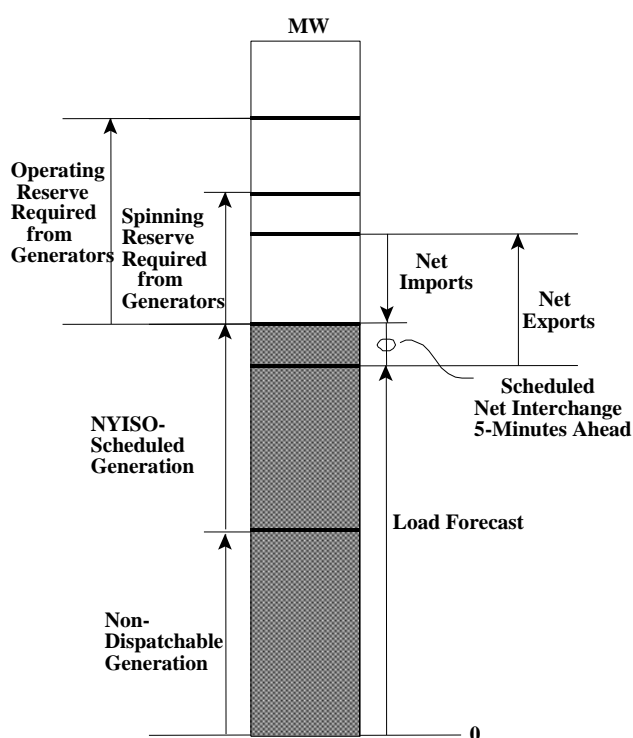 MW
Operating
Reserve
Required
from
Generators
Spinning
Reserve
Required
from
Generators
Net
Imports
Net
Exports
Scheduled
Net Interchange
5-Minutes Ahead
NYISO-
Scheduled
Generation
Load Forecast
Non-
Dispatchable
Generation
0